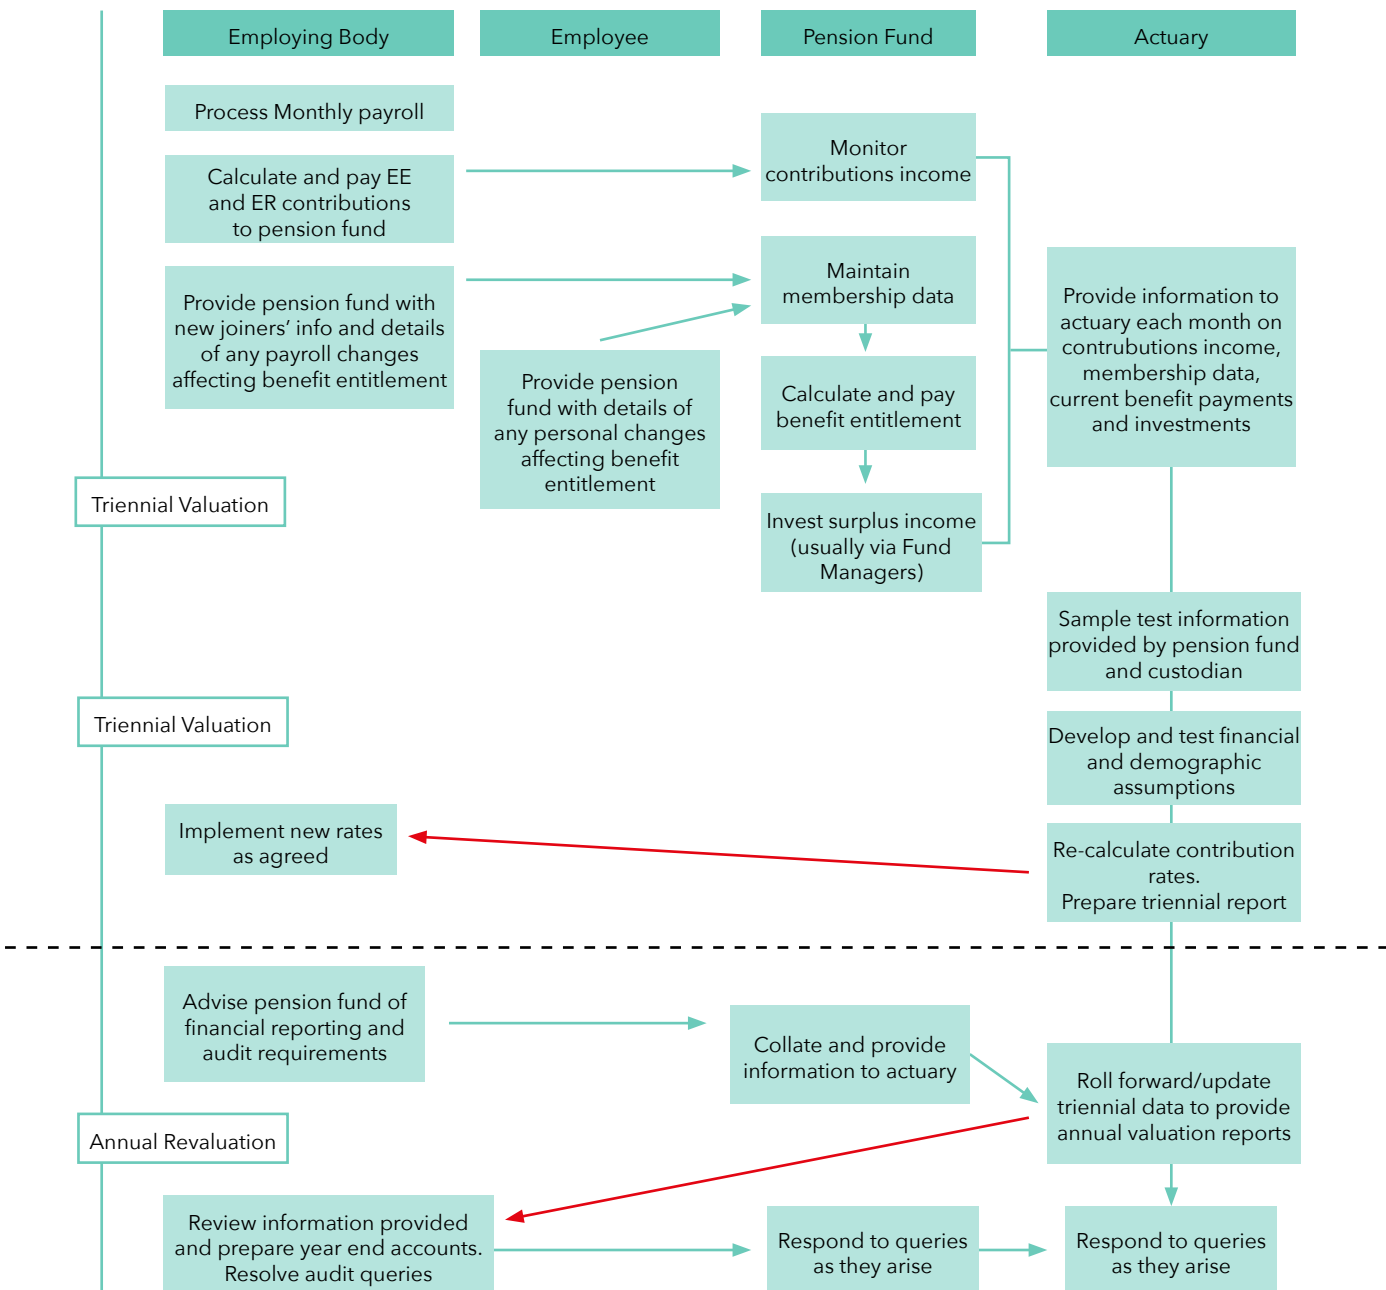 Employing Body
Employee
Pension Fund
Actuary
Process Monthly payroll
Calculate and pay EE
and ER contributions
to pension fund
Monitor
contributions income
Provide pension fund with
new joiners' info and details
of any payroll changes
affecting benefit entitlement
Maintain
membership data
Provide information to
actuary each month on
contrubutions income,
membership data,
current benefit payments
and investments
Provide pension
fund with details of
any personal changes
affecting benefit
entitlement
Calculate and pay
benefit entitlement
Triennial Valuation
Invest surplus income
(usually via Fund
Managers)
Sample test information
provided by pension fund
and custodian
Triennial Valuation
Develop and test financial
and demographic
assumptions
Implement new rates
as agreed
Re-calculate contribution
rates.
Prepare triennial report
Advise pension fund of
financial reporting and
audit requirements
Collate and provide
information to actuary
Roll forward/update
triennial data to provide
annual valuation reports
Annual Revaluation
Review information provided
and prepare year end accounts.
Resolve audit queries
Respond to queries
as they arise
Respond to queries
as they arise